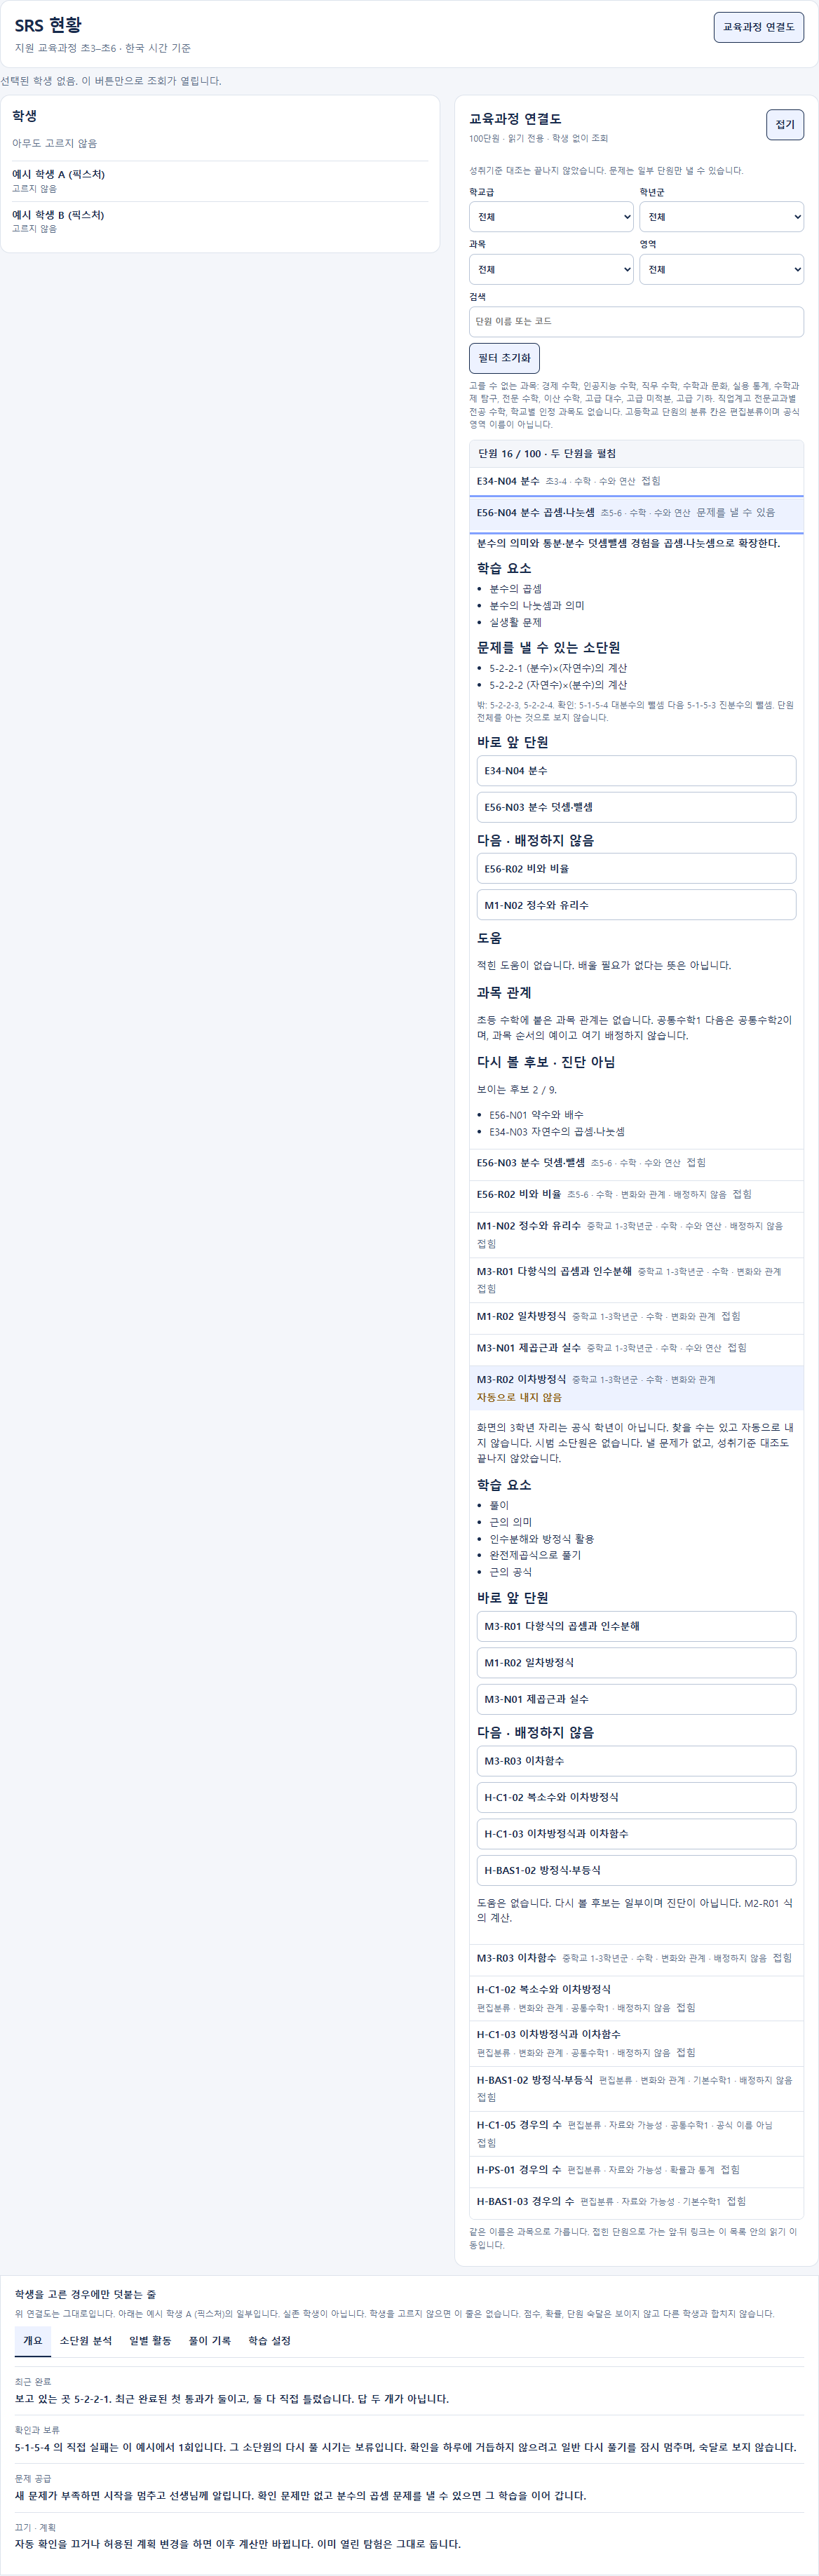 SRS 현황
지원 교육과정 초3–초6 · 한국 시간 기준
교육과정 연결도
선택된 학생 없음. 이 버튼만으로 조회가 열립니다.
학생
아무도 고르지 않음
예시 학생 A (픽스처)
고르지 않음
예시 학생 B (픽스처)
고르지 않음
교육과정 연결도
100단원 · 읽기 전용 · 학생 없이 조회
접기
성취기준 대조는 끝나지 않았습니다. 문제는 일부 단원만 낼 수 있습니다.
학교급
학년군
전체
전체
과목
영역
전체
전체
검색
단원 이름 또는 코드
필터 초기화
고를 수 없는 과목: 경제 수학, 인공지능 수학, 직무 수학, 수학과 문화, 실용 통계, 수학과
제 탐구, 전문 수학, 이산 수학, 고급 대수, 고급 미적분, 고급 기하. 직업계고 전문교과별
전공 수학, 학교별 인정 과목도 없습니다. 고등학교 단원의 분류 칸은 편집분류이며 공식
영역 이름이 아닙니다.
단원 16 / 100 · 두 단원을 펼침
E34-N04 분수 초3-4 · 수학 · 수와 연산 접힘
E56-N04 분수 곱셈·나눗셈 초5-6 · 수학 · 수와 연산 문제를 낼 수 있음
분수의 의미와 통분·분수 덧셈뺄셈 경험을 곱셈·나눗셈으로 확장한다.
학습 요소
• 분수의 곱셈
• 분수의 나눗셈과 의미
• 실생활 문제
문제를 낼 수 있는 소단원
• 5-2-2-1 (분수)×(자연수)의 계산
• 5-2-2-2 (자연수)×(분수)의 계산
밖: 5-2-2-3, 5-2-2-4. 확인: 5-1-5-4 대분수의 뺄셈 다음 5-1-5-3 진분수의 뺄셈. 단원
전체를 아는 것으로 보지 않습니다.
바로 앞 단원
E34-N04 분수
E56-N03 분수 덧셈·뺄셈
다음 · 배정하지 않음
E56-R02 비와 비율
M1-N02 정수와 유리수
도움
적힌 도움이 없습니다. 배울 필요가 없다는 뜻은 아닙니다.
과목 관계
초등 수학에 붙은 과목 관계는 없습니다. 공통수학1 다음은 공통수학2이
며, 과목 순서의 예이고 여기 배정하지 않습니다.
다시 볼 후보 · 진단 아님
보이는 후보 2 / 9.
• E56-N01 약수와 배수
• E34-N03 자연수의 곱셈·나눗셈
E56-N03 분수 덧셈·뺄셈 초5-6 · 수학 · 수와 연산 접힘
E56-R02 비와 비율 초5-6 · 수학 · 변화와 관계 · 배정하지 않음 접힘
M1-N02 정수와 유리수 중학교 1-3학년군 · 수학 · 수와 연산 · 배정하지 않음
접힘
M3-R01 다항식의 곱셈과 인수분해 중학교 1-3학년군 · 수학 · 변화와 관계
접힘
M1-R02 일차방정식 중학교 1-3학년군 · 수학 · 변화와 관계 접힘
M3-N01 제곱근과 실수 중학교 1-3학년군 · 수학 · 수와 연산 접힘
M3-R02 이차방정식 중학교 1-3학년군 · 수학 · 변화와 관계
자동으로 내지 않음
화면의 3학년 자리는 공식 학년이 아닙니다. 찾을 수는 있고 자동으로 내
지 않습니다. 시범 소단원은 없습니다. 낼 문제가 없고, 성취기준 대조도
끝나지 않았습니다.
학습 요소
• 풀이
• 근의 의미
• 인수분해와 방정식 활용
• 완전제곱식으로 풀기
• 근의 공식
바로 앞 단원
M3-R01 다항식의 곱셈과 인수분해
M1-R02 일차방정식
M3-N01 제곱근과 실수
다음 · 배정하지 않음
M3-R03 이차함수
H-C1-02 복소수와 이차방정식
H-C1-03 이차방정식과 이차함수
H-BAS1-02 방정식·부등식
도움은 없습니다. 다시 볼 후보는 일부이며 진단이 아닙니다. M2-R01 식
의 계산.
M3-R03 이차함수 중학교 1-3학년군 · 수학 · 변화와 관계 · 배정하지 않음 접힘
H-C1-02 복소수와 이차방정식
편집분류 · 변화와 관계 · 공통수학1 · 배정하지 않음 접힘
H-C1-03 이차방정식과 이차함수
편집분류 · 변화와 관계 · 공통수학1 · 배정하지 않음 접힘
H-BAS1-02 방정식·부등식 편집분류 · 변화와 관계 · 기본수학1 · 배정하지 않음
접힘
H-C1-05 경우의 수 편집분류 · 자료와 가능성 · 공통수학1 · 공식 이름 아님
접힘
H-PS-01 경우의 수 편집분류 · 자료와 가능성 · 확률과 통계 접힘
H-BAS1-03 경우의 수 편집분류 · 자료와 가능성 · 기본수학1 접힘
같은 이름은 과목으로 가릅니다. 접힌 단원으로 가는 앞·뒤 링크는 이 목록 안의 읽기 이
동입니다.
학생을 고른 경우에만 덧붙는 줄
위 연결도는 그대로입니다. 아래는 예시 학생 A (픽스처)의 일부입니다. 실존 학생이 아닙니다. 학생을 고르지 않으면 이 줄은 없습니다. 점수, 확률, 단원 숙달은 보이지 않고 다른 학생과 합치지 않습니다.
개요 소단원 분석 일별 활동 풀이 기록 학습 설정
최근 완료
보고 있는 곳 5-2-2-1. 최근 완료된 첫 통과가 둘이고, 둘 다 직접 틀렸습니다. 답 두 개가 아닙니다.
확인과 보류
5-1-5-4 의 직접 실패는 이 예시에서 1회입니다. 그 소단원의 다시 풀 시기는 보류입니다. 확인을 하루에 거듭하지 않으려고 일반 다시 풀기를 잠시 멈추며, 숙달로 보지 않습니다.
문제 공급
새 문제가 부족하면 시작을 멈추고 선생님께 알립니다. 확인 문제만 없고 분수의 곱셈 문제를 낼 수 있으면 그 학습을 이어 갑니다.
끄기 · 계획
자동 확인을 끄거나 허용된 계획 변경을 하면 이후 계산만 바뀝니다. 이미 열린 탐험은 그대로 둡니다.